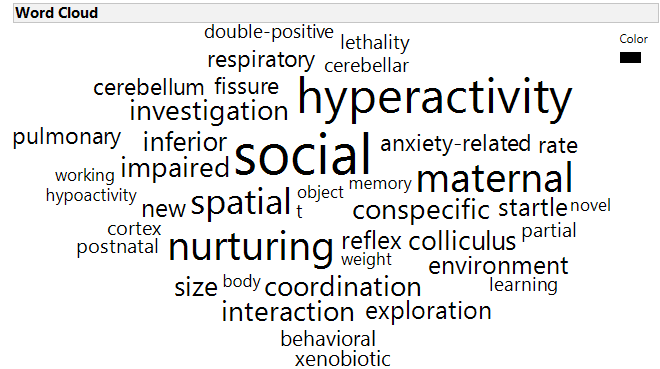 Word Cloud
double-positive
lethality
Color
respiratory
cerebellar
cerebellum fissure
hyperactivity
investigation
pulmonary
inferior
social
anxiety-related rate
working
impaired
memory
maternal
hypoactivity
new
spatial
object
t
conspecific
startle
novel
cortex
postnatal
nurturing
reflex
colliculus
partial
weight
environment
size
body
coordination
learning
interaction
exploration
behavioral
xenobiotic